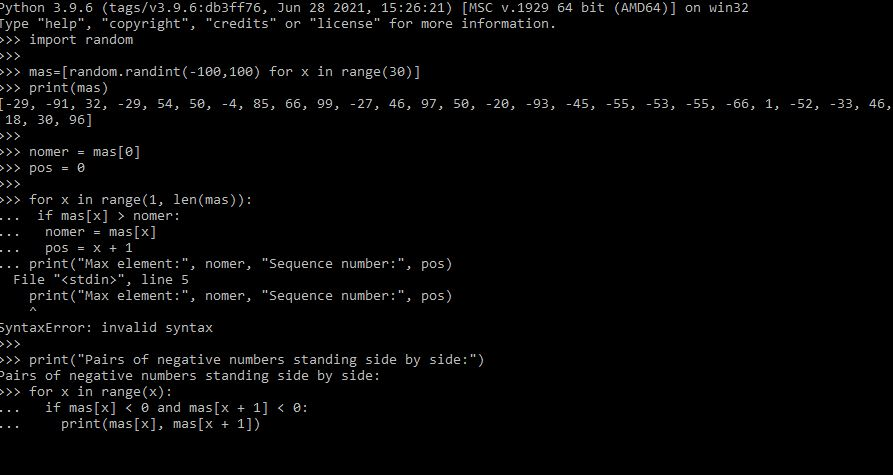 Python 3.9.6 (tags/v3.9.6:db3ff76, Jun 28 2021, 15:26:21) [MSC v.1929 64 bit (AMD64)] on win32
Type "help", "copyright", "credits" or "license" for more information.
>>> import random
>>>
>>> mas=[random.randint(-100,100) for x in range(30)]
>>> print(mas)
[-29, -91, 32, -29, 54, 50, -4, 85, 66, 99, -27, 46, 97, 50, -20, -93, -45, -55, -53, -55, -66, 1, -52, -33, 46,
 18, 30, 96]
>>>
>>> nomer = mas[0]
>>> pos = 0
>>>
>>> for x in range(1, len(mas)):
...  if mas[x] > nomer:
...   nomer = mas[x]
...   pos = x + 1
... print("Max element:", nomer, "Sequence number:", pos)
  File "<stdin>", line 5
    print("Max element:", nomer, "Sequence number:", pos)
    ^
SyntaxError: invalid syntax
>>>
>>> print("Pairs of negative numbers standing side by side:")
Pairs of negative numbers standing side by side:
>>> for x in range(x):
...   if mas[x] < 0 and mas[x + 1] < 0:
...     print(mas[x], mas[x + 1])